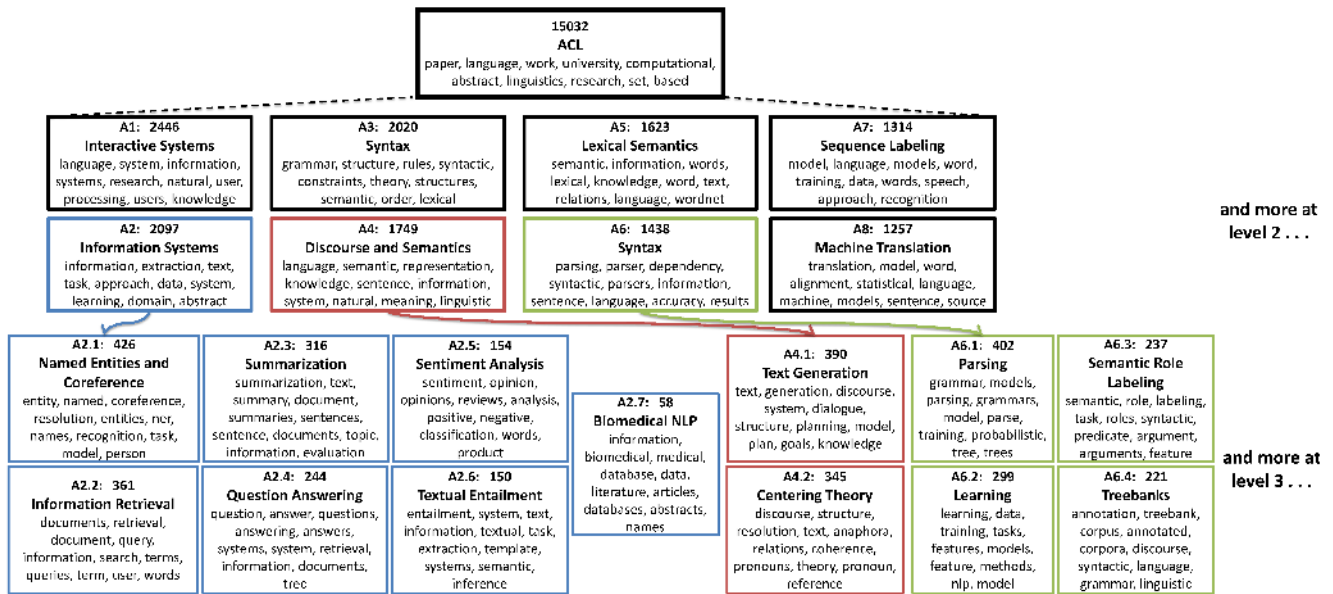 15032
ACL
paper, language, work, university, computational,
abstract, linguistics, research, set, based
A1: 2446
Interactive Systems
language, system, information,
systems, research, natural, user,
processing, users, knowledge
A3: 2020
Syntax
grammar, structure, rules, syntactic,
constraints, theory, structures,
semantic, order, lexical
A5: 1623
Lexical Semantics
semantic, information, words,
lexical, knowledge, word, text,
relations, language, wordnet
A7: 1314
Sequence Labeling
model, language, models, word,
training, data, words, speech,
approach, recognition
A2: 2097
Information Systems
information, extraction, text,
task, approach, data, system,
learning, domain, abstract
A4: 1749
Discourse and Semantics
language, semantic, representation,
knowledge, sentence, information,
system, natural, meaning, linguistic
A6: 1438
Syntax
parsing, parser, dependency,
syntactic, parsers, information,
sentence, language, accuracy, results
A8: 1257
Machine Translation
translation, model, word,
alignment, statistical, language,
machine, models, sentence, source
and more at
level 2 . . .
A2.1: 426
Named Entities and
Coreference
entity, named, coreference,
resolution, entities, ner,
names, recognition, task,
model, person
A2.3: 316
Summarization
summarization, text,
summary, document,
summaries, sentences,
sentence, documents, topic,
information, evaluation
A2.5: 154
Sentiment Analysis
sentiment, opinion,
opinions, reviews, analysis,
positive, negative,
classification, words,
product
A2.7: 58
Biomedical NLP
information,
biomedical, medical,
database, data,
literature, articles,
databases, abstracts,
names
A4.1: 390
Text Generation
text, generation, discourse,
system, dialogue,
structure, planning, model,
plan, goals, knowledge
A6.1: 402
Parsing
grammar, models,
parsing, grammars,
model, parse,
training, probabilistic,
tree, trees
A6.3: 237
Semantic Role
Labeling
semantic, role, labeling,
task, roles, syntactic,
predicate, argument,
arguments, feature
A2.2: 361
Information Retrieval
documents, retrieval,
document, query,
information, search, terms,
queries, term, user, words
A2.4: 244
Question Answering
question, answer, questions,
answering, answers,
systems, system, retrieval,
information, documents,
trec
A2.6: 150
Textual Entailment
entailment, system, text,
information, textual, task,
extraction, template,
systems, semantic,
inference
A4.2: 345
Centering Theory
discourse, structure,
resolution, text, anaphora,
relations, coherence,
pronouns, theory, pronoun,
reference
A6.2: 299
Learning
learning, data,
training, tasks,
features, models,
feature, methods,
nlp, model
A6.4: 221
Treebanks
annotation, treebank,
corpus, annotated,
corpora, discourse,
syntactic, language,
grammar, linguistic
and more at
level 3 . . .